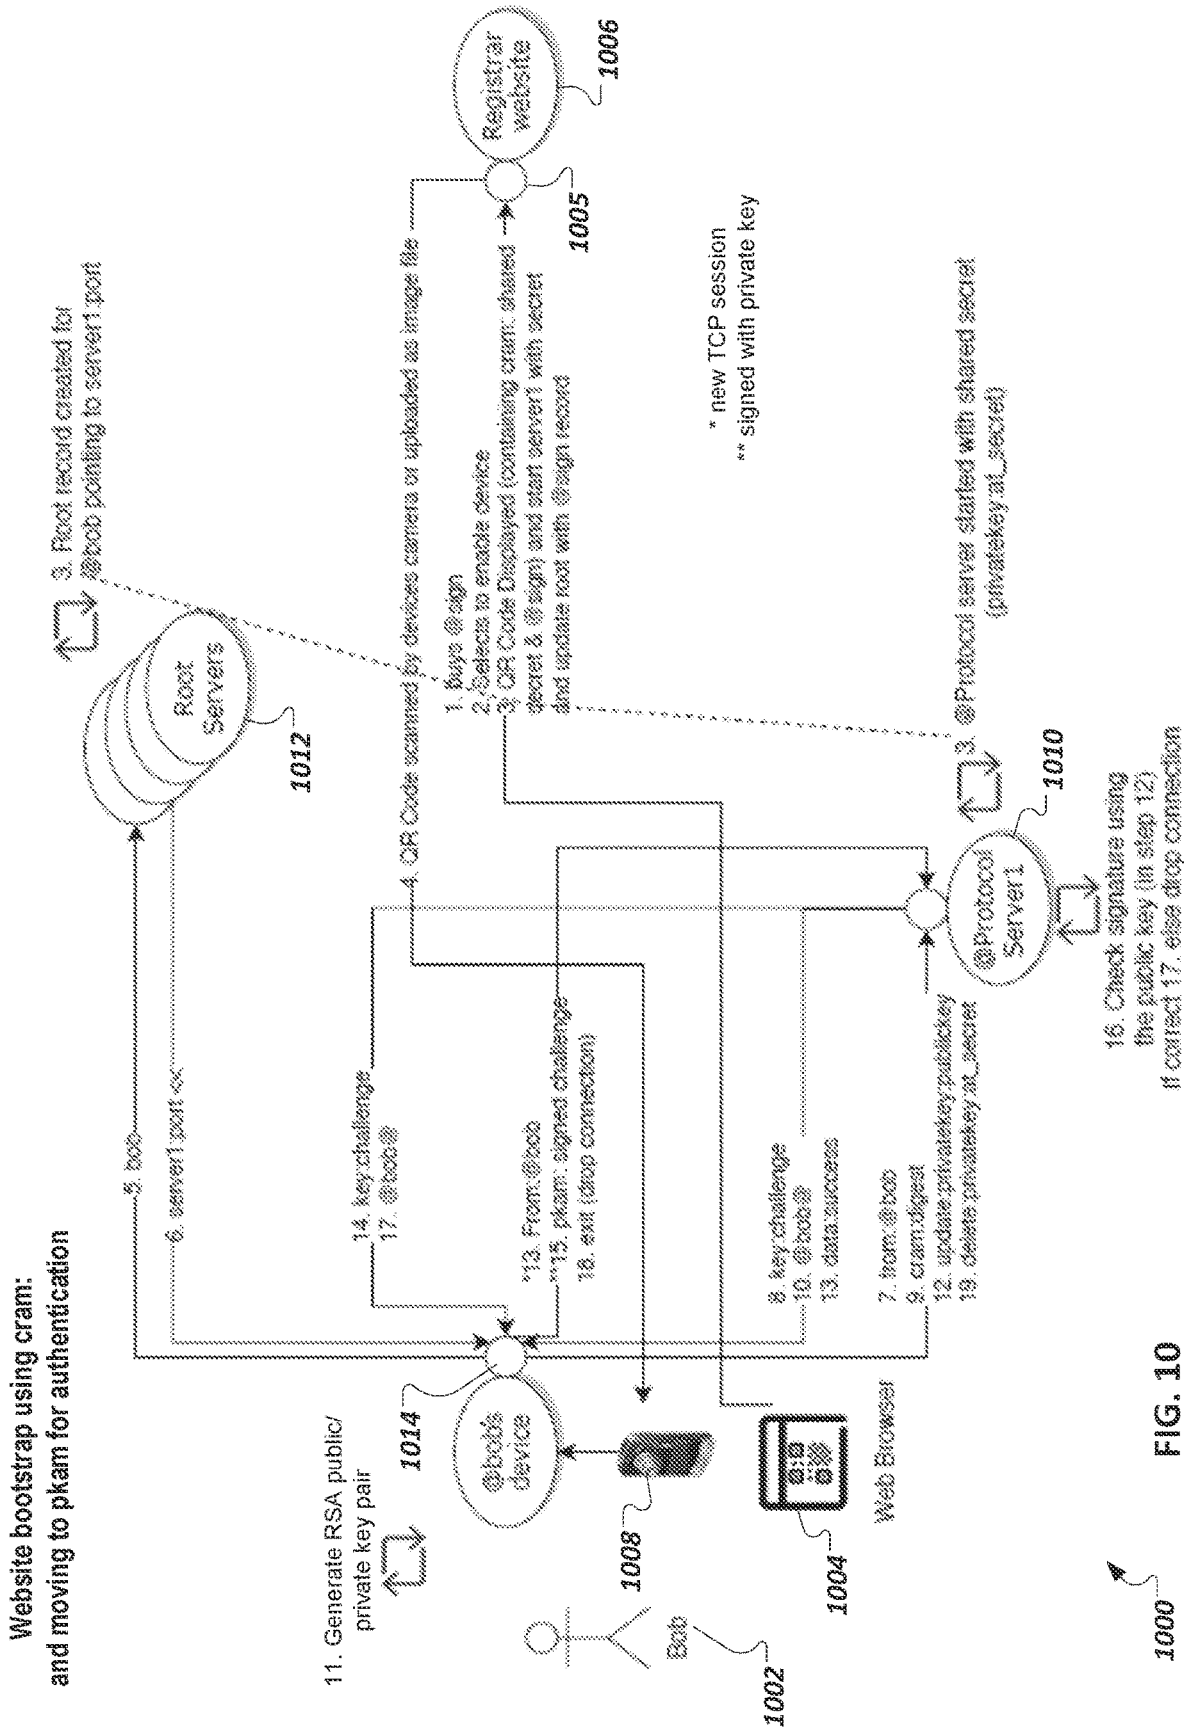 Website bootstrap using cram:
and moving to pkam for authentication
3. Root record created for
@bob pointing to server1:port
Root
Servers
1012
5. bob
6. server1:port <<
Registrar
website
1006
1005
4. QR Code scanned by devices camera or uploaded as image file
1. Buys @sign
2. Selects to enable device
3. QR Code Displayed (containing cram: shared
secret & @sign) and start server1 with secret
and update root with @sign record
* new TCP session
** signed with private key
11. Generate RSA public/
private key pair
1014
@bob's
device
14. key:challenge
17. @bob@
*13. From:@bob
**15. pkam: signed challenge
18. exit (drop connection)
1008
8. key:challenge
10. @bob@
13. data:success
7. from:@bob
9. cram:digest
12. update:privatekey:publickey
19. delete:privatekey:at_secret
3. @Protocol server started with shared secret
(privatekey:at_secret)
@Protocol
Server1
1010
16. Check signature using
the public key (in step 12)
If correct 17. else drop connection
Bob
1002
1004
Web Browser
1000
FIG. 10